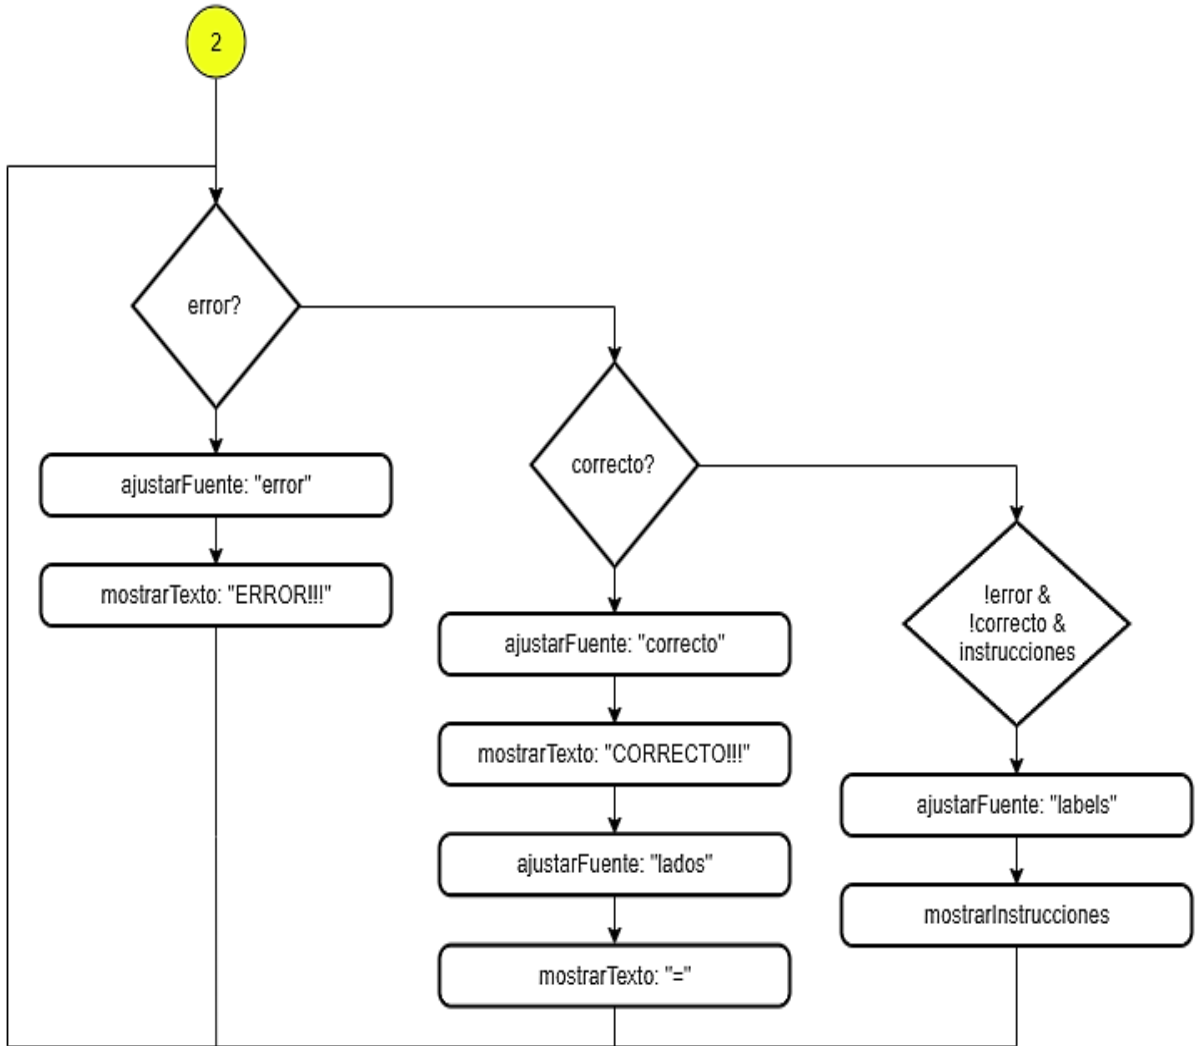 2
error?
ajustarFuente: "error"
mostrarTexto: "ERROR!!!"
correcto?
ajustarFuente: "correcto"
mostrarTexto: "CORRECTO!!!"
ajustarFuente: "lados"
mostrarTexto: "="
!error &
!correcto &
instrucciones
ajustarFuente: "labels"
mostrarInstrucciones